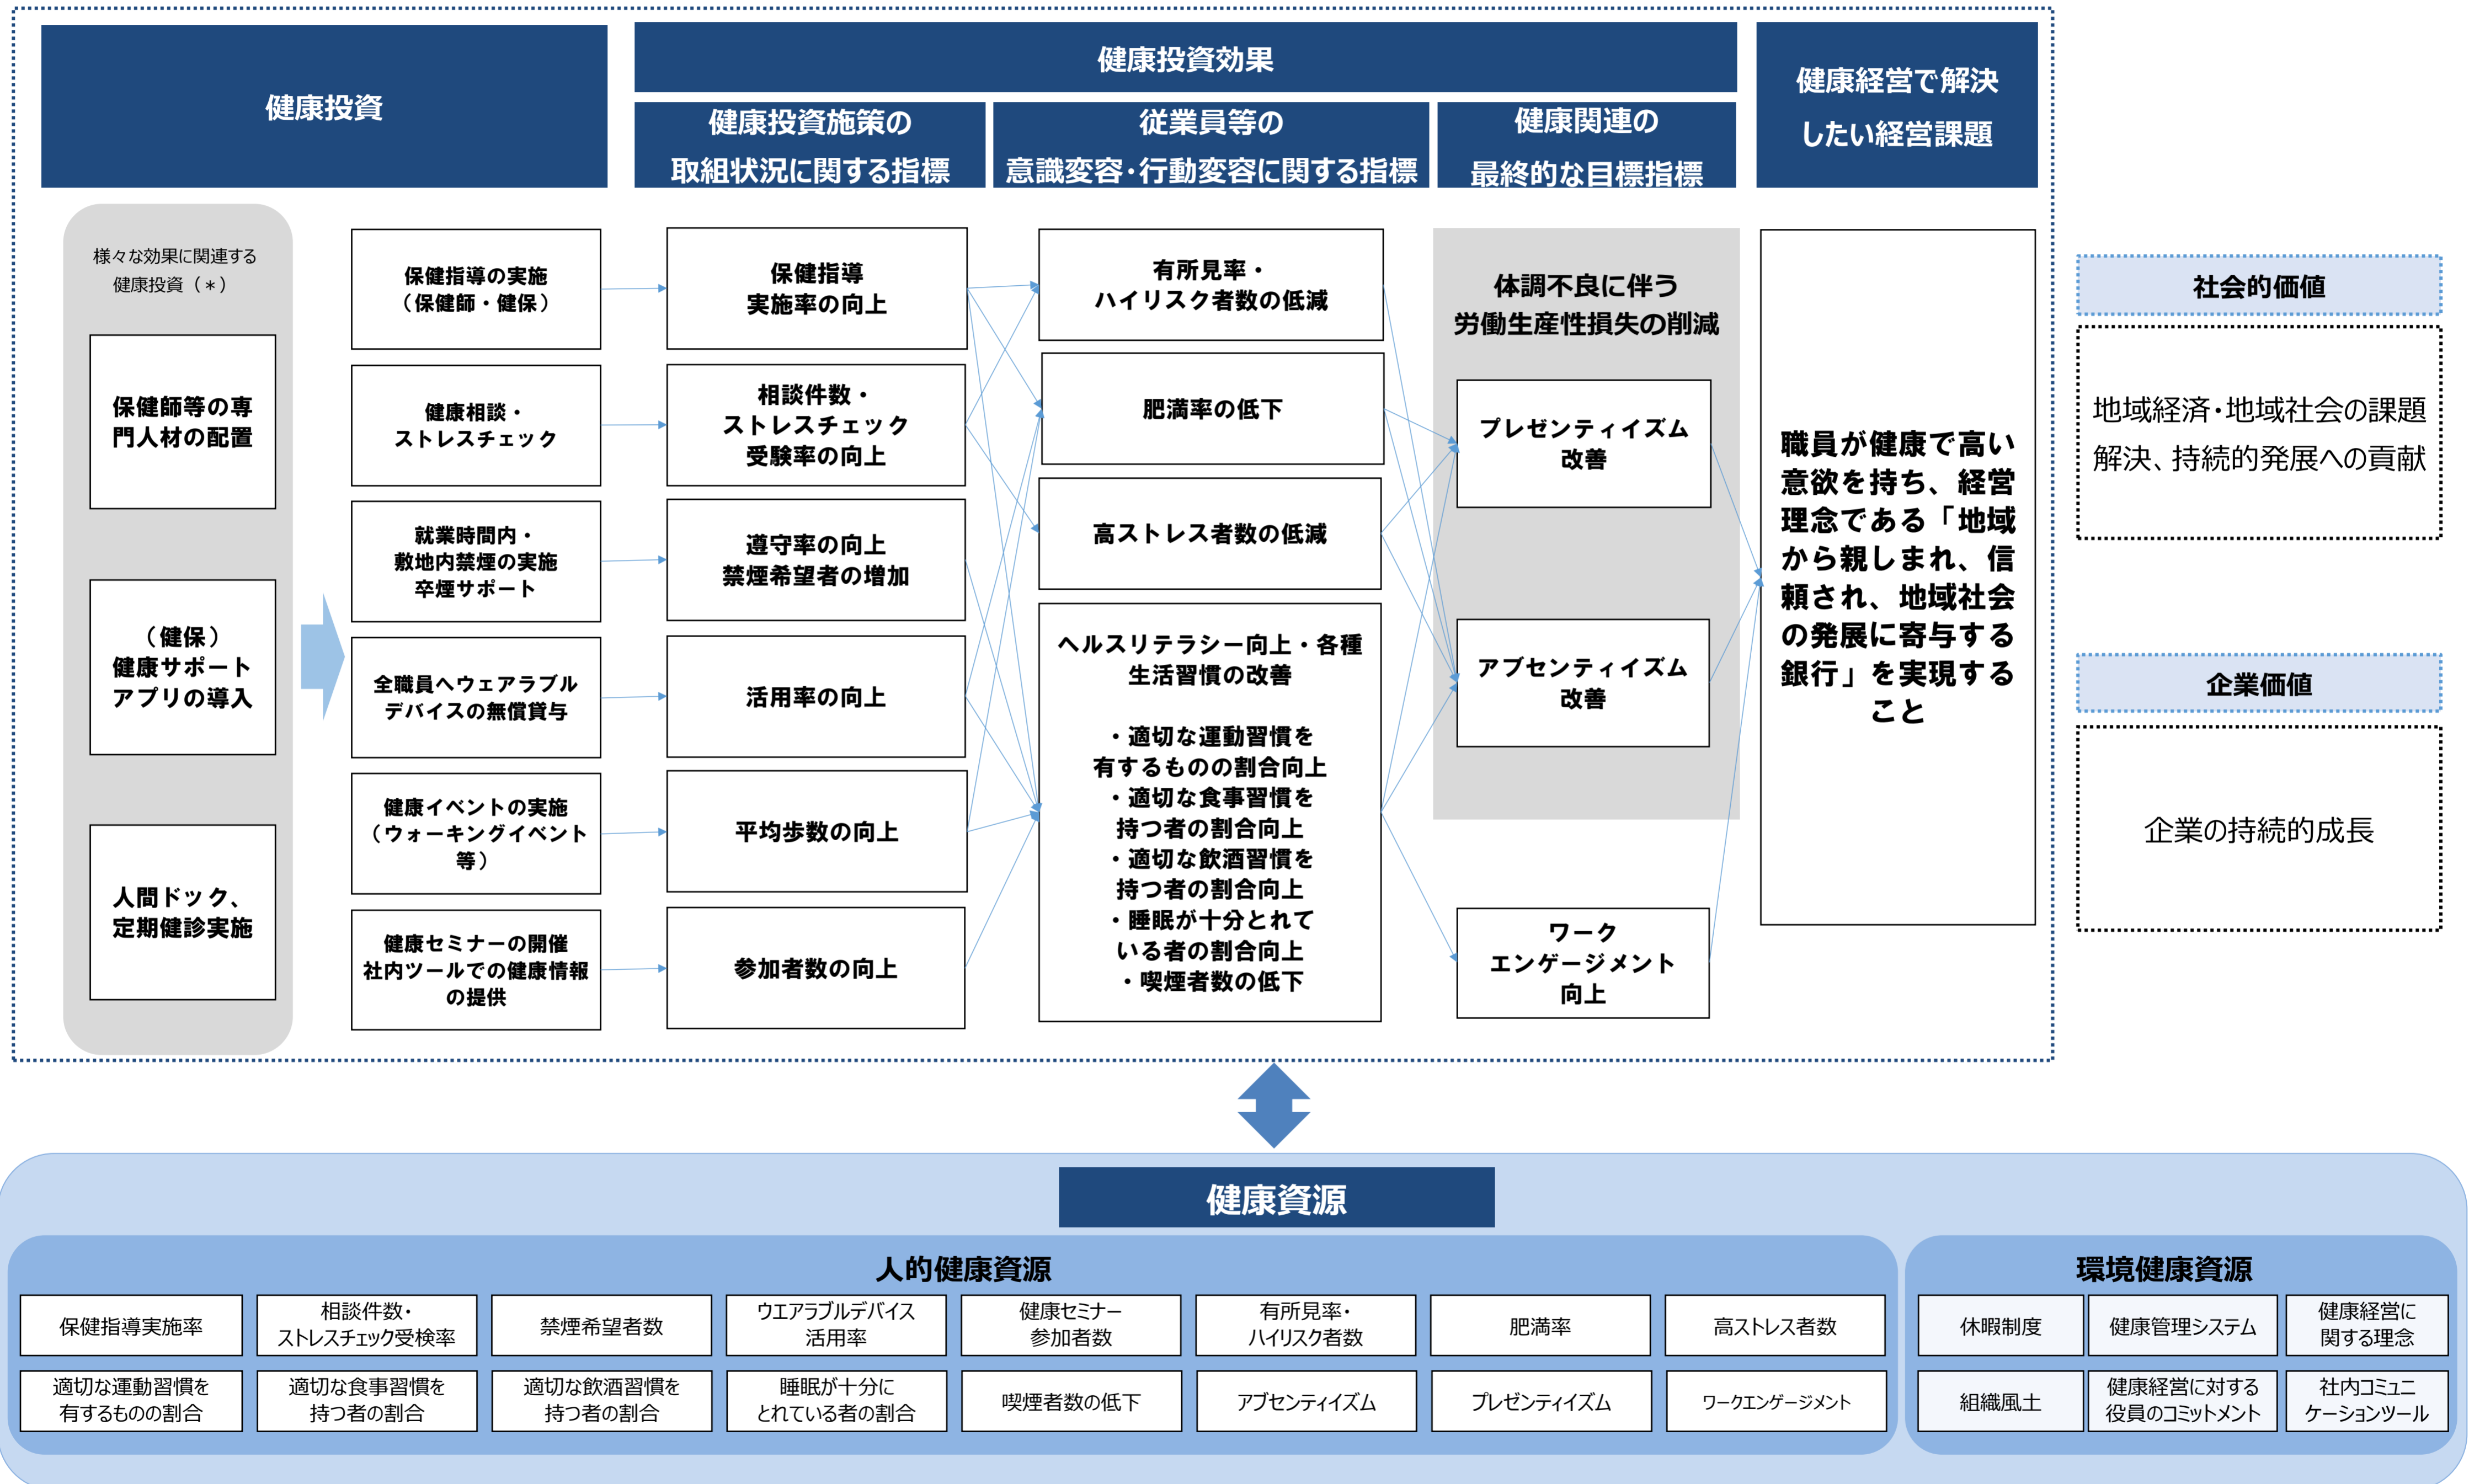 健康投資
健康投資効果
健康投資施策の
取組状況に関する指標
従業員等の
意識変容・行動変容に関する指標
健康関連の
最終的な目標指標
健康経営で解決
したい経営課題
様々な効果に関連する
健康投資（＊）
保健師等の専
門人材の配置
（健保）
健康サポート
アプリの導入
人間ドック、
定期健診実施
保健指導の実施
（保健師・健保）
健康相談・
ストレスチェック
就業時間内・
敷地内禁煙の実施
卒煙サポート
全職員へウェアラブル
デバイスの無償貸与
健康イベントの実施
（ウォーキングイベント
等）
健康セミナーの開催
社内ツールでの健康情報
の提供
保健指導
実施率の向上
相談件数・
ストレスチェック
受験率の向上
遵守率の向上
禁煙希望者の増加
活用率の向上
平均歩数の向上
参加者数の向上
有所見率・
ハイリスク者数の低減
肥満率の低下
高ストレス者数の低減
ヘルスリテラシー向上・各種
生活習慣の改善
・適切な運動習慣を
有するものの割合向上
・適切な食事習慣を
持つ者の割合向上
・適切な飲酒習慣を
持つ者の割合向上
・睡眠が十分とれて
いる者の割合向上
・喫煙者数の低下
体調不良に伴う
労働生産性損失の削減
プレゼンティイズム
改善
アブセンティイズム
改善
ワーク
エンゲージメント
向上
職員が健康で高い
意欲を持ち、経営
理念である「地域
から親しまれ、信
頼され、地域社会
の発展に寄与する
銀行」を実現する
こと
社会的価値
地域経済・地域社会の課題
解決、持続的発展への貢献
企業価値
企業の持続的成長
健康資源
人的健康資源
保健指導実施率
相談件数・
ストレスチェック受検率
禁煙希望者数
ウエアラブルデバイス
活用率
健康セミナー
参加者数
有所見率・
ハイリスク者数
肥満率
高ストレス者数
適切な運動習慣を
有するものの割合
適切な食事習慣を
持つ者の割合
適切な飲酒習慣を
持つ者の割合
睡眠が十分に
とれている者の割合
喫煙者数の低下
アブセンティイズム
プレゼンティイズム
ワークエンゲージメント
環境健康資源
休暇制度
健康管理システム
健康経営に
関する理念
組織風土
健康経営に対する
役員のコミットメント
社内コミュニ
ケーションツール